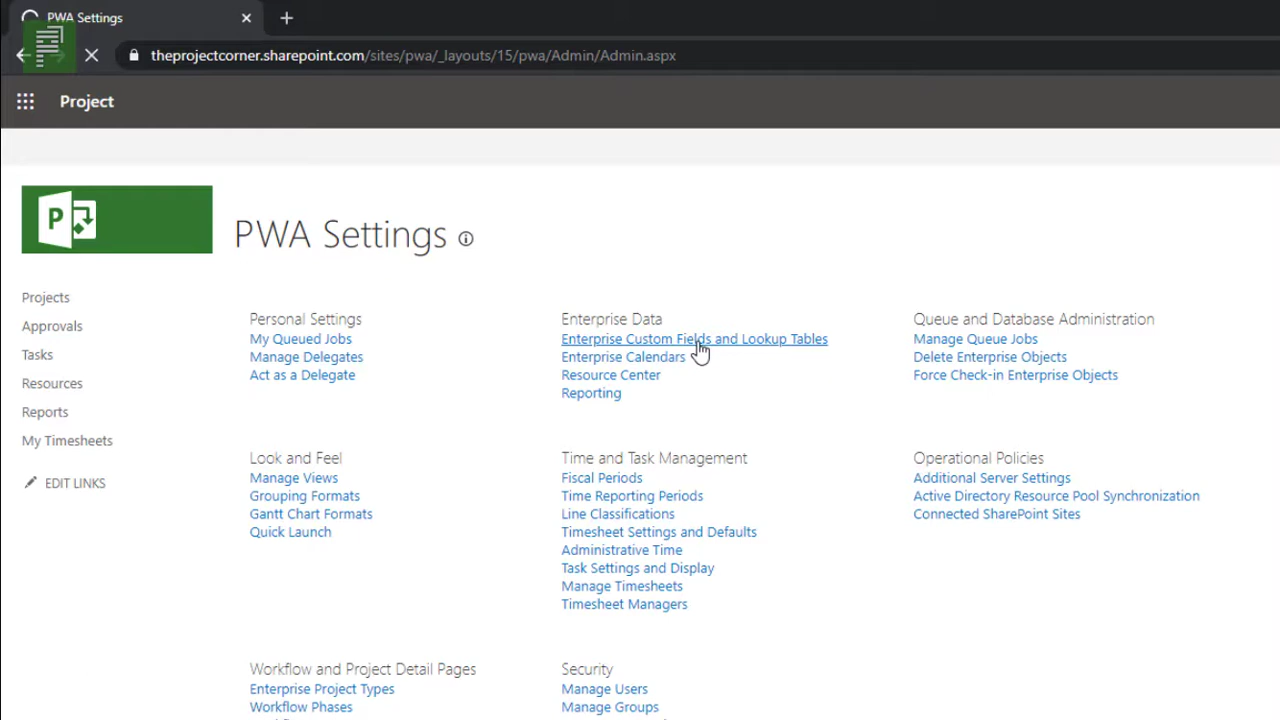 PWA Settings
theprojectcorner.sharepoint.com/sites/pwa/_layouts/15/pwa/Admin/Admin.aspx
Project
P
PWA Settings
Projects
Approvals
Tasks
Resources
Reports
My Timesheets
EDIT LINKS
Personal Settings
My Queued Jobs
Manage Delegates
Act as a Delegate
Enterprise Data
Enterprise Custom Fields and Lookup Tables
Enterprise Calendars
Resource Center
Reporting
Queue and Database Administration
Manage Queue Jobs
Delete Enterprise Objects
Force Check-in Enterprise Objects
Look and Feel
Manage Views
Grouping Formats
Gantt Chart Formats
Quick Launch
Time and Task Management
Fiscal Periods
Time Reporting Periods
Line Classifications
Timesheet Settings and Defaults
Administrative Time
Task Settings and Display
Manage Timesheets
Timesheet Managers
Operational Policies
Additional Server Settings
Active Directory Resource Pool Synchronization
Connected SharePoint Sites
Workflow and Project Detail Pages
Enterprise Project Types
Workflow Phases
Security
Manage Users
Manage Groups